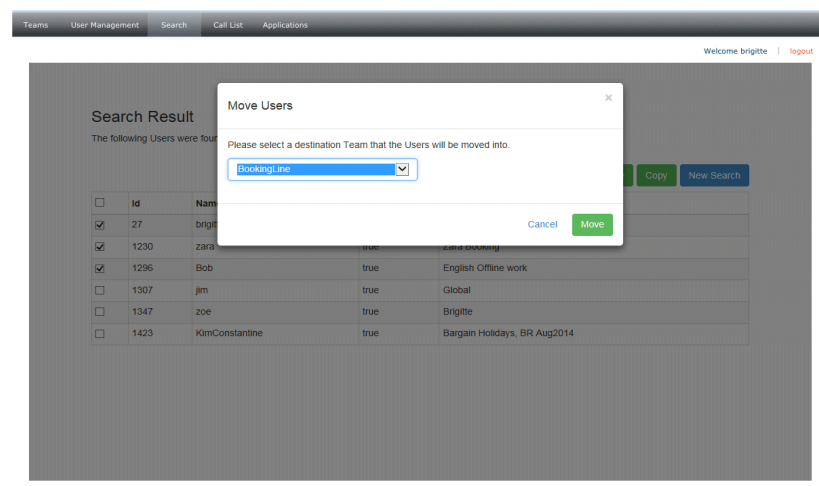 Teams User Management Search Call List Applications
Welcome brigitte | logout
Move Users ×
Search Result
The following Users were
Please select a destination Team that the Users will be moved into.
BookingLine
Copy New Search
Id
27
Cancel Move
1230 zara true Zara Booking
1296 Bob true English Offline work
1307 jim true Global
1347 zoe true Brigitte
1423 KimConstantine true Bargain Holidays, BR Aug2014